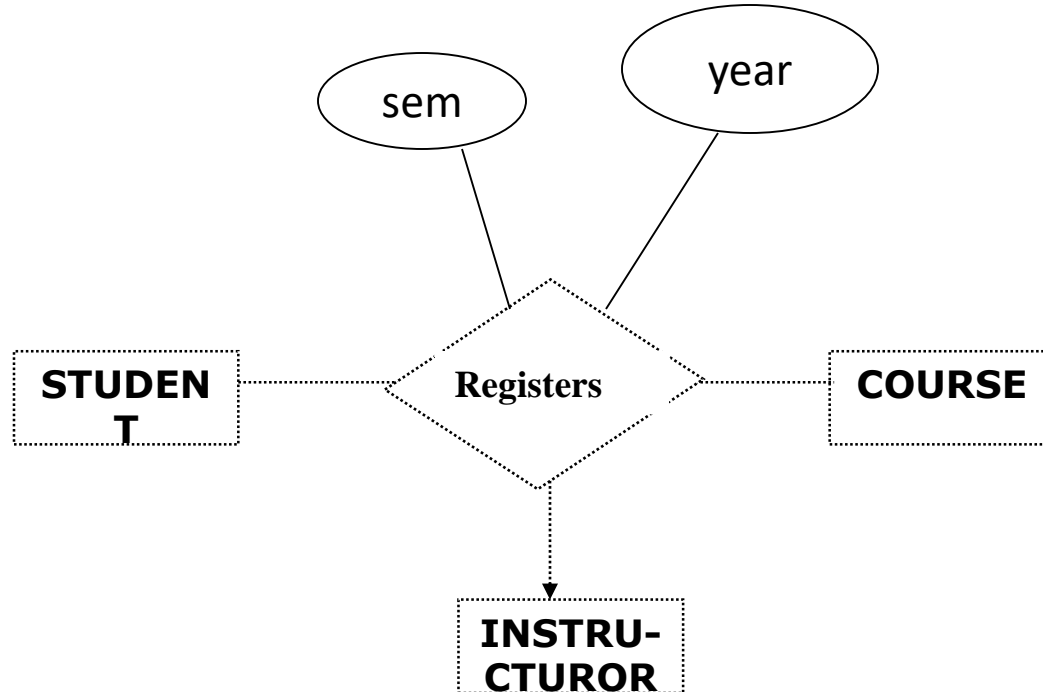 sem
year
STUDEN
T
Registers
COURSE
INSTRU-
CTUROR